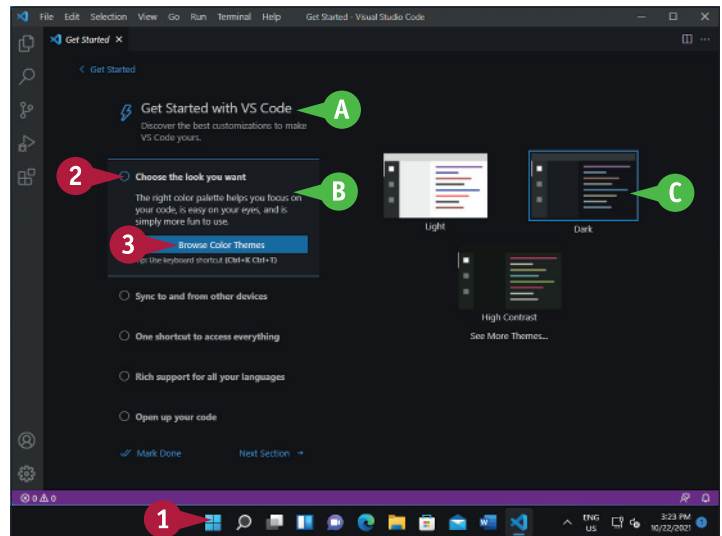 File Edit Selection View Go Run Terminal Help Get Started - Visual Studio Code
Get Started
< Get Started
Get Started with VS Code
A
Discover the best customizations to make
VS Code yours.
2
Choose the look you want
B
The right color palette helps you focus on
your code, is easy on your eyes, and is
simply more fun to use.
3
Browse Color Themes
Use keyboard shortcut (Ctrl+K Ctrl+T)
Sync to and from other devices
One shortcut to access everything
Rich support for all your languages
Open up your code
Mark Done Next Section →
C
Light
Dark
High Contrast
See More Themes...
0 0
1
ENG
US
3:23 PM
10/22/2021